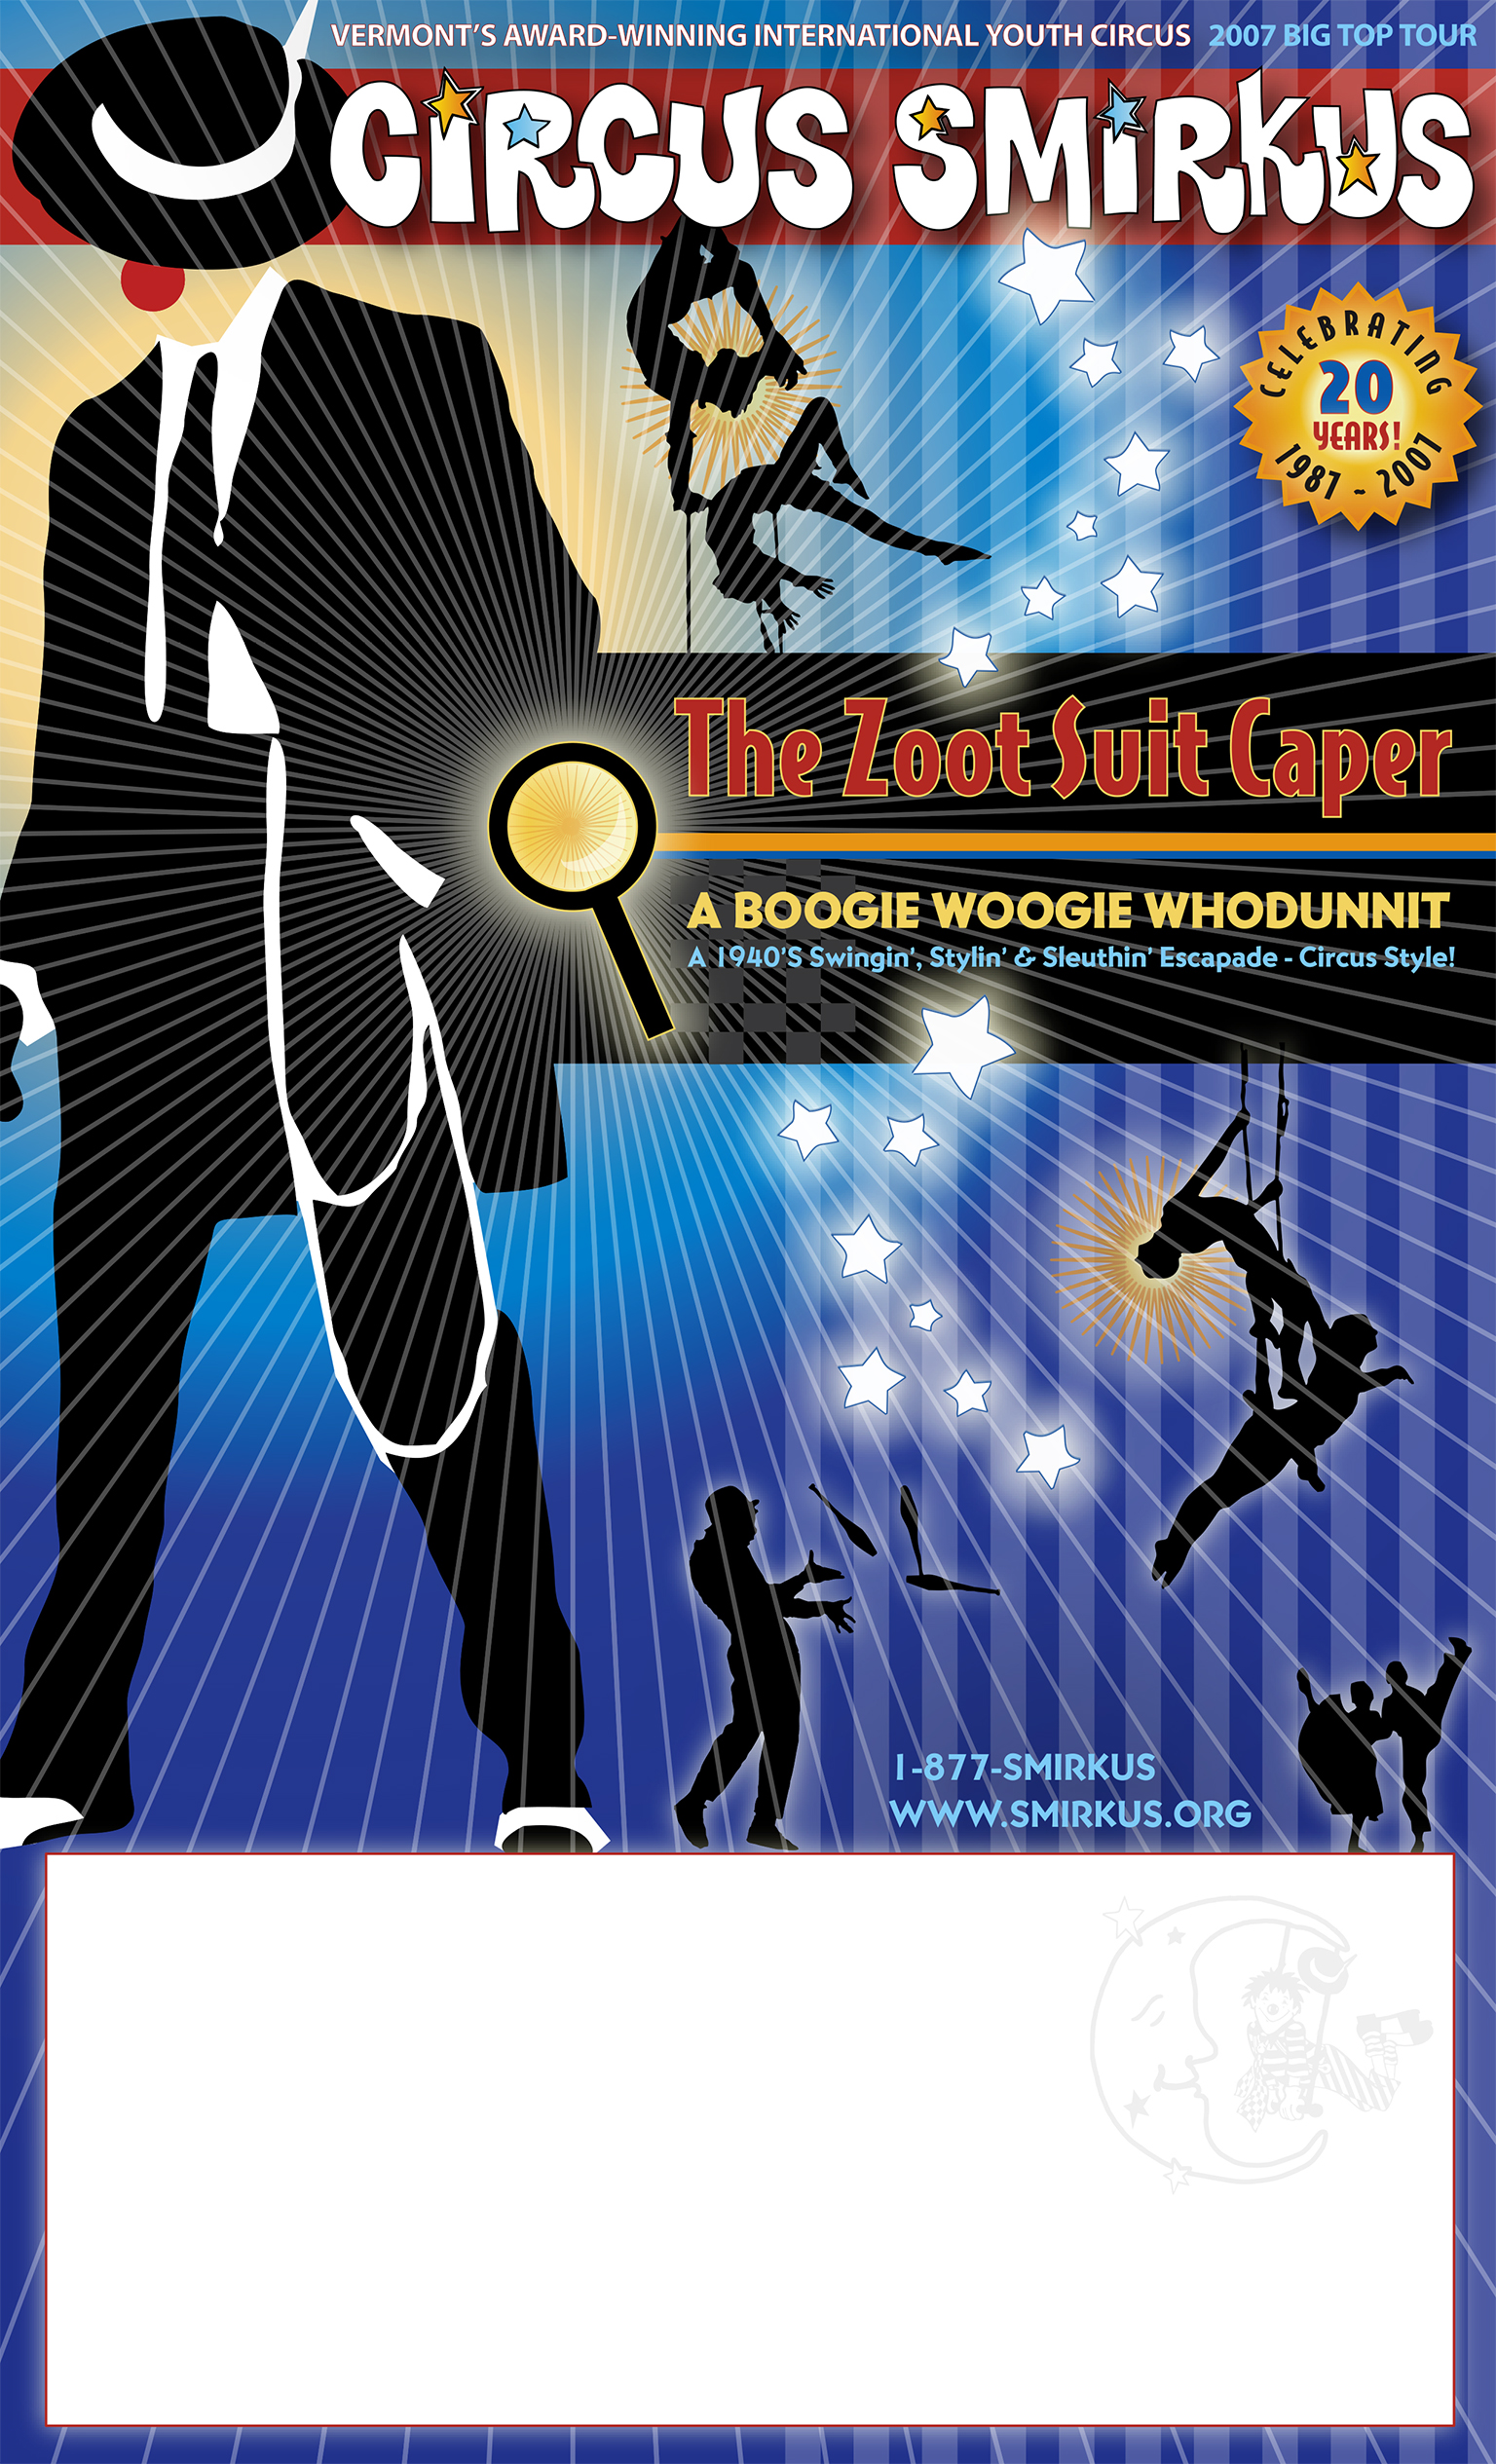 VERMONT'S AWARD-WINNING INTERNATIONAL YOUTH CIRCUS 2007 BIG TOP TOUR
CiRCUS SMiRKUS
CELEBRATING
20
YEARS!
1987 - 2007
The Zoot Suit Caper
A BOOGIE WOOGIE WHODUNNIT
A 1940'S Swingin', Stylin' & Sleuthin' Escapade - Circus Style!
1-877-SMIRKUS
WWW.SMIRKUS.ORG